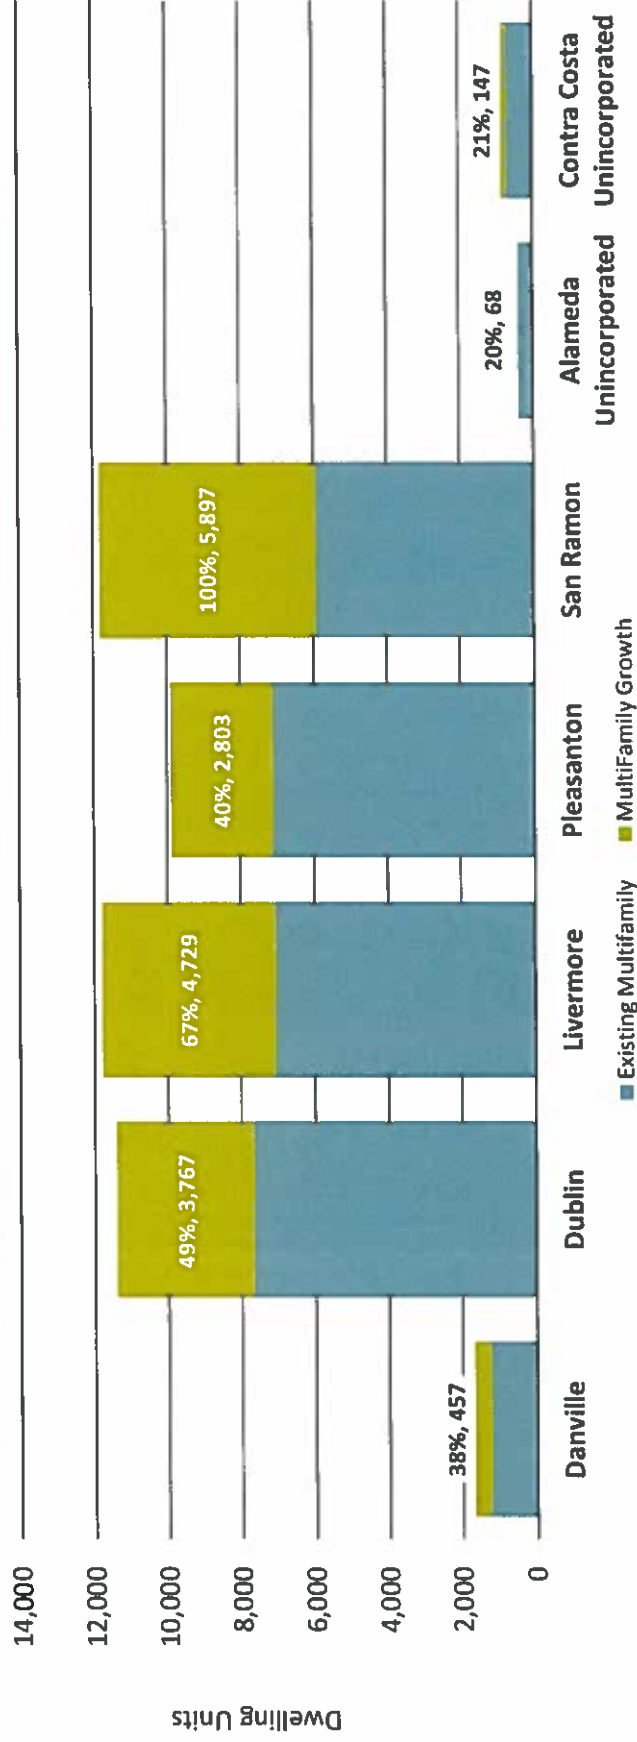 Dwelling Units
14,000
12,000
10,000
8,000
6,000
4,000
2,000
0
38%, 457
49%, 3,767
67%, 4,729
40%, 2,803
100%, 5,897
20%, 68
21%, 147
Danville
Dublin
Livermore
Pleasanton
San Ramon
Alameda
Unincorporated
Contra Costa
Unincorporated
Existing Multifamily
MultiFamily Growth